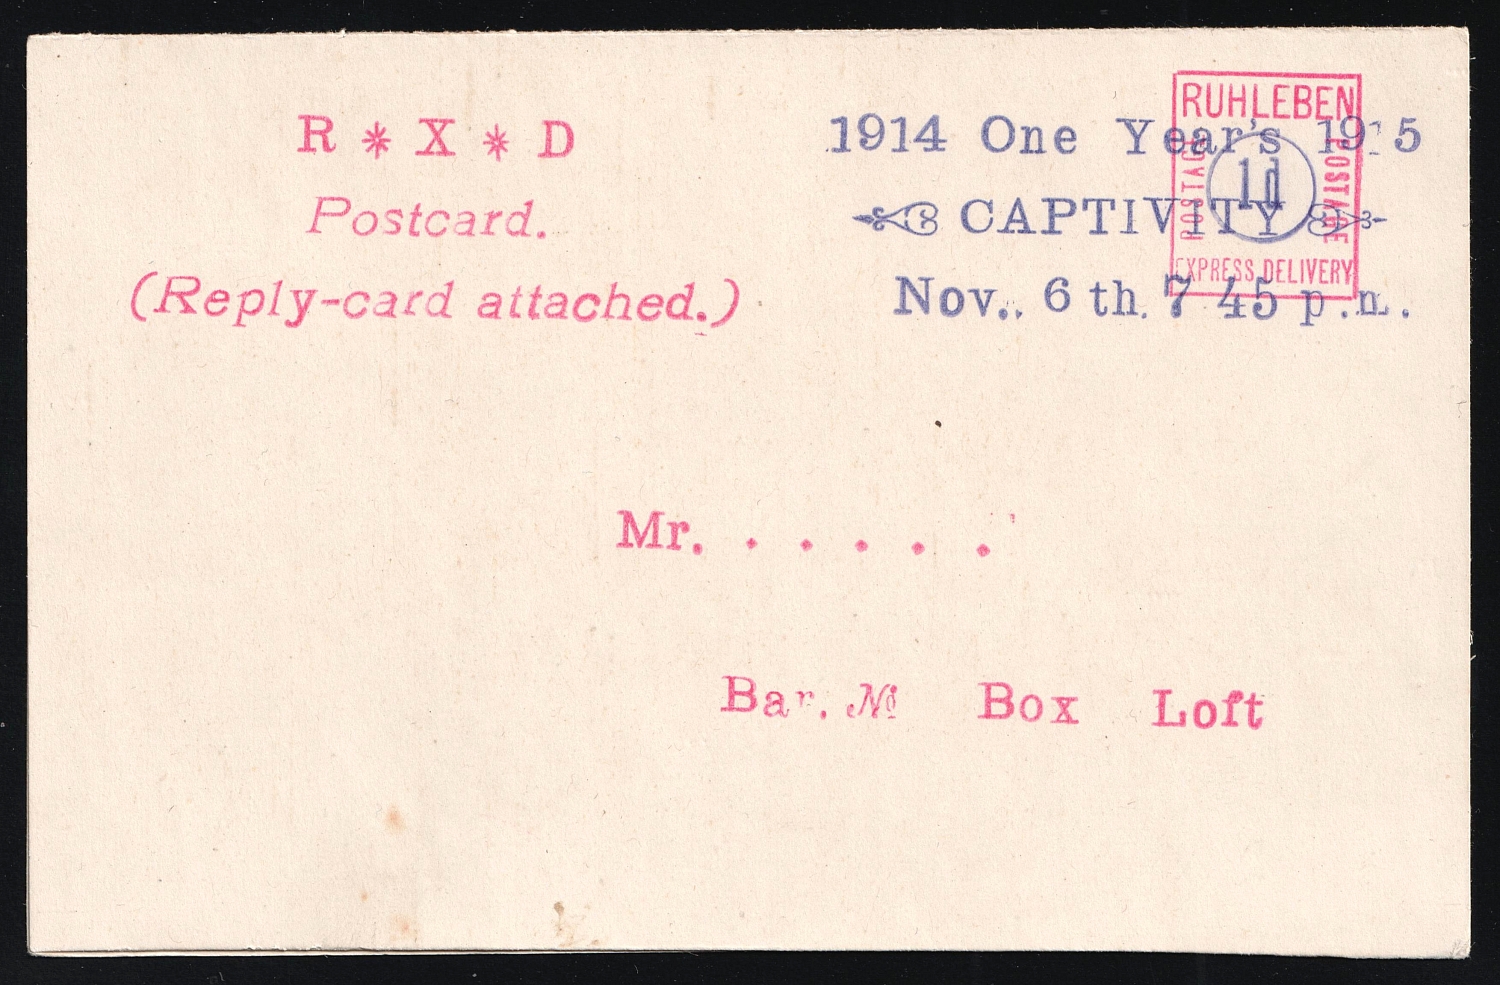 R * X * D
Postcard.
(Reply-card attached.)
1914 One Year's 1915
CAPTIVITY
Nov.. 6 th. 7 45 p.m.
RUHLEBEN
POSTAGE
1d
POSTAGE
EXPRESS DELIVERY
Mr. . . . . .
Bar. № Box Loft